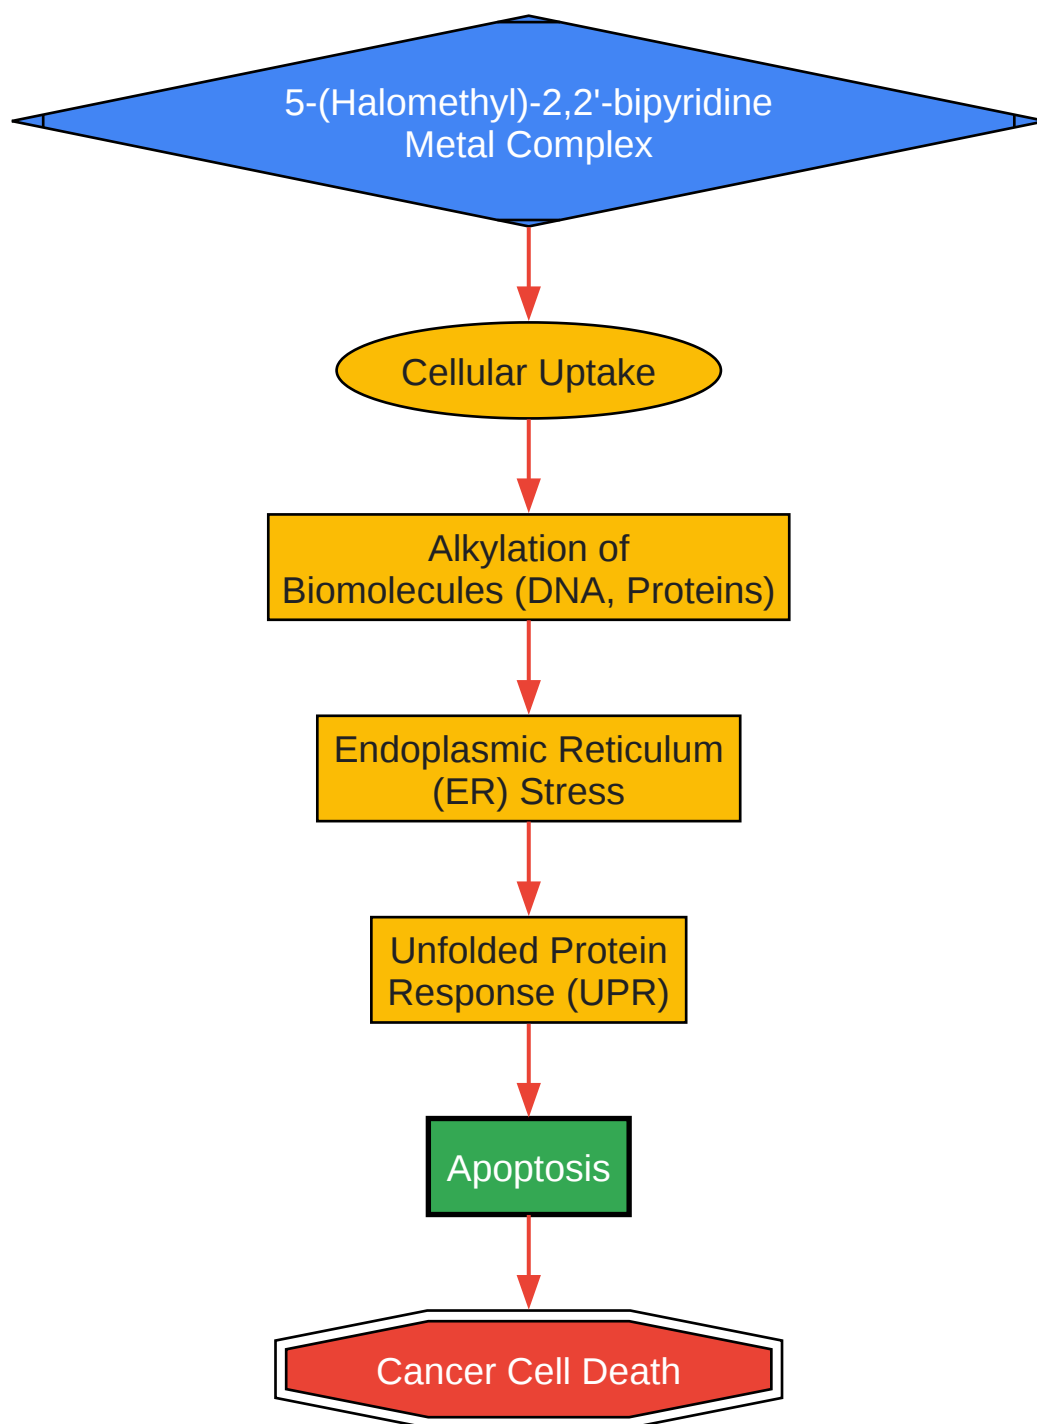 5-(Halomethyl)-2,2'-bipyridine
Metal Complex
Cellular Uptake
Alkylation of
Biomolecules (DNA, Proteins)
Endoplasmic Reticulum
(ER) Stress
Unfolded Protein
Response (UPR)
Apoptosis
Cancer Cell Death